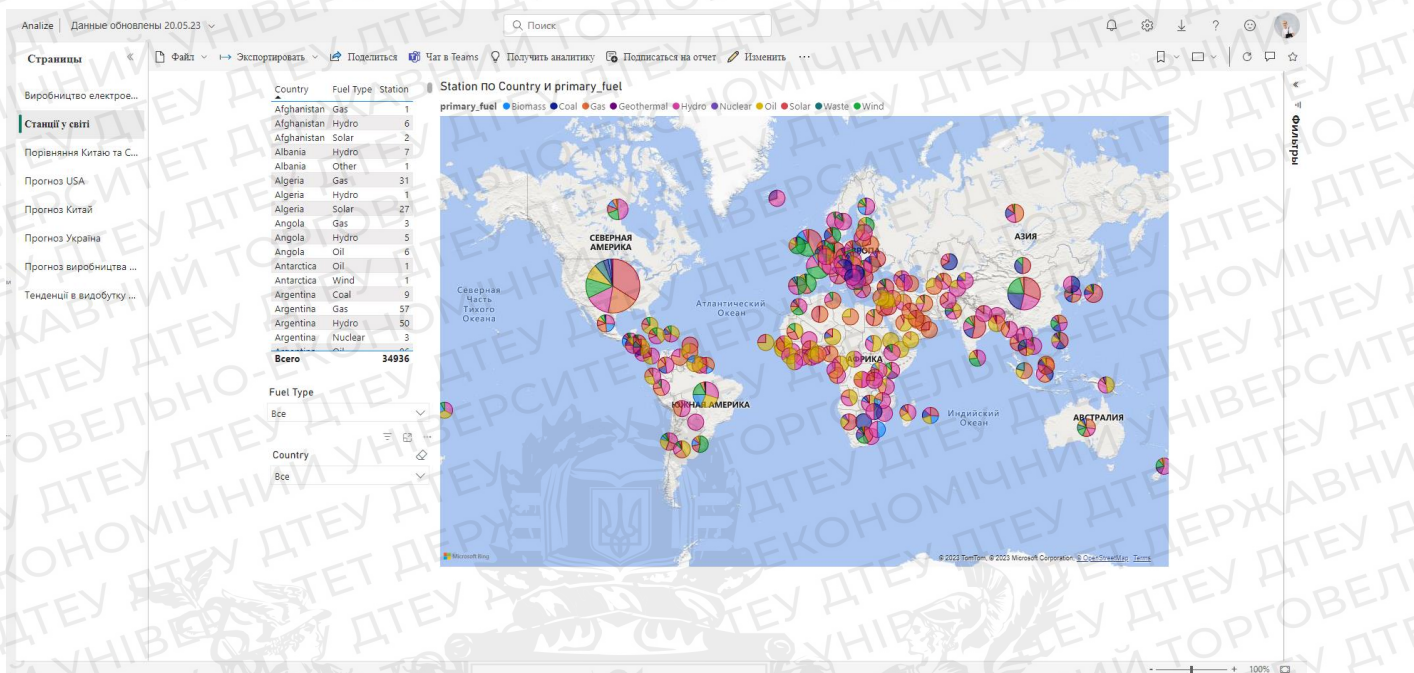 Analize | Данные обновлены 20.05.23
Поиск
Страницы
Файл Экспортировать Поделиться Чат в Teams Получить аналитику Подписаться на отчет Изменить ...
Виробництво електрое...
Станції у світі
Порівняння Китаю та С...
Прогноз USA
Прогноз Китай
Прогноз Україна
Прогноз виробництва ...
Тенденції в видобутку ...
Country Fuel Type Station
Afghanistan Gas 1
Afghanistan Hydro 6
Afghanistan Solar 2
Albania Hydro 7
Albania Other 1
Algeria Gas 31
Algeria Hydro 1
Algeria Solar 27
Angola Gas 3
Angola Hydro 5
Angola Oil 6
Antarctica Oil 1
Antarctica Wind 1
Argentina Coal 9
Argentina Gas 57
Argentina Hydro 50
Argentina Nuclear 3
Всего 34936
Fuel Type
Все
Country
Все
Station по Country и primary_fuel
primary_fuel Biomass Coal Gas Geothermal Hydro Nuclear Oil Solar Waste Wind
СЕВЕРНАЯ
АМЕРИКА
АЗИЯ
ЕВРОПА
Северная
Часть
Тихого
Океана
Атлантический
Океан
АФРИКА
ЮЖНАЯ АМЕРИКА
Индийский
Океан
АВСТРАЛИЯ
Microsoft Bing
© 2023 TomTom, © 2023 Microsoft Corporation, © OpenStreetMap Terms
Фильтры
100%